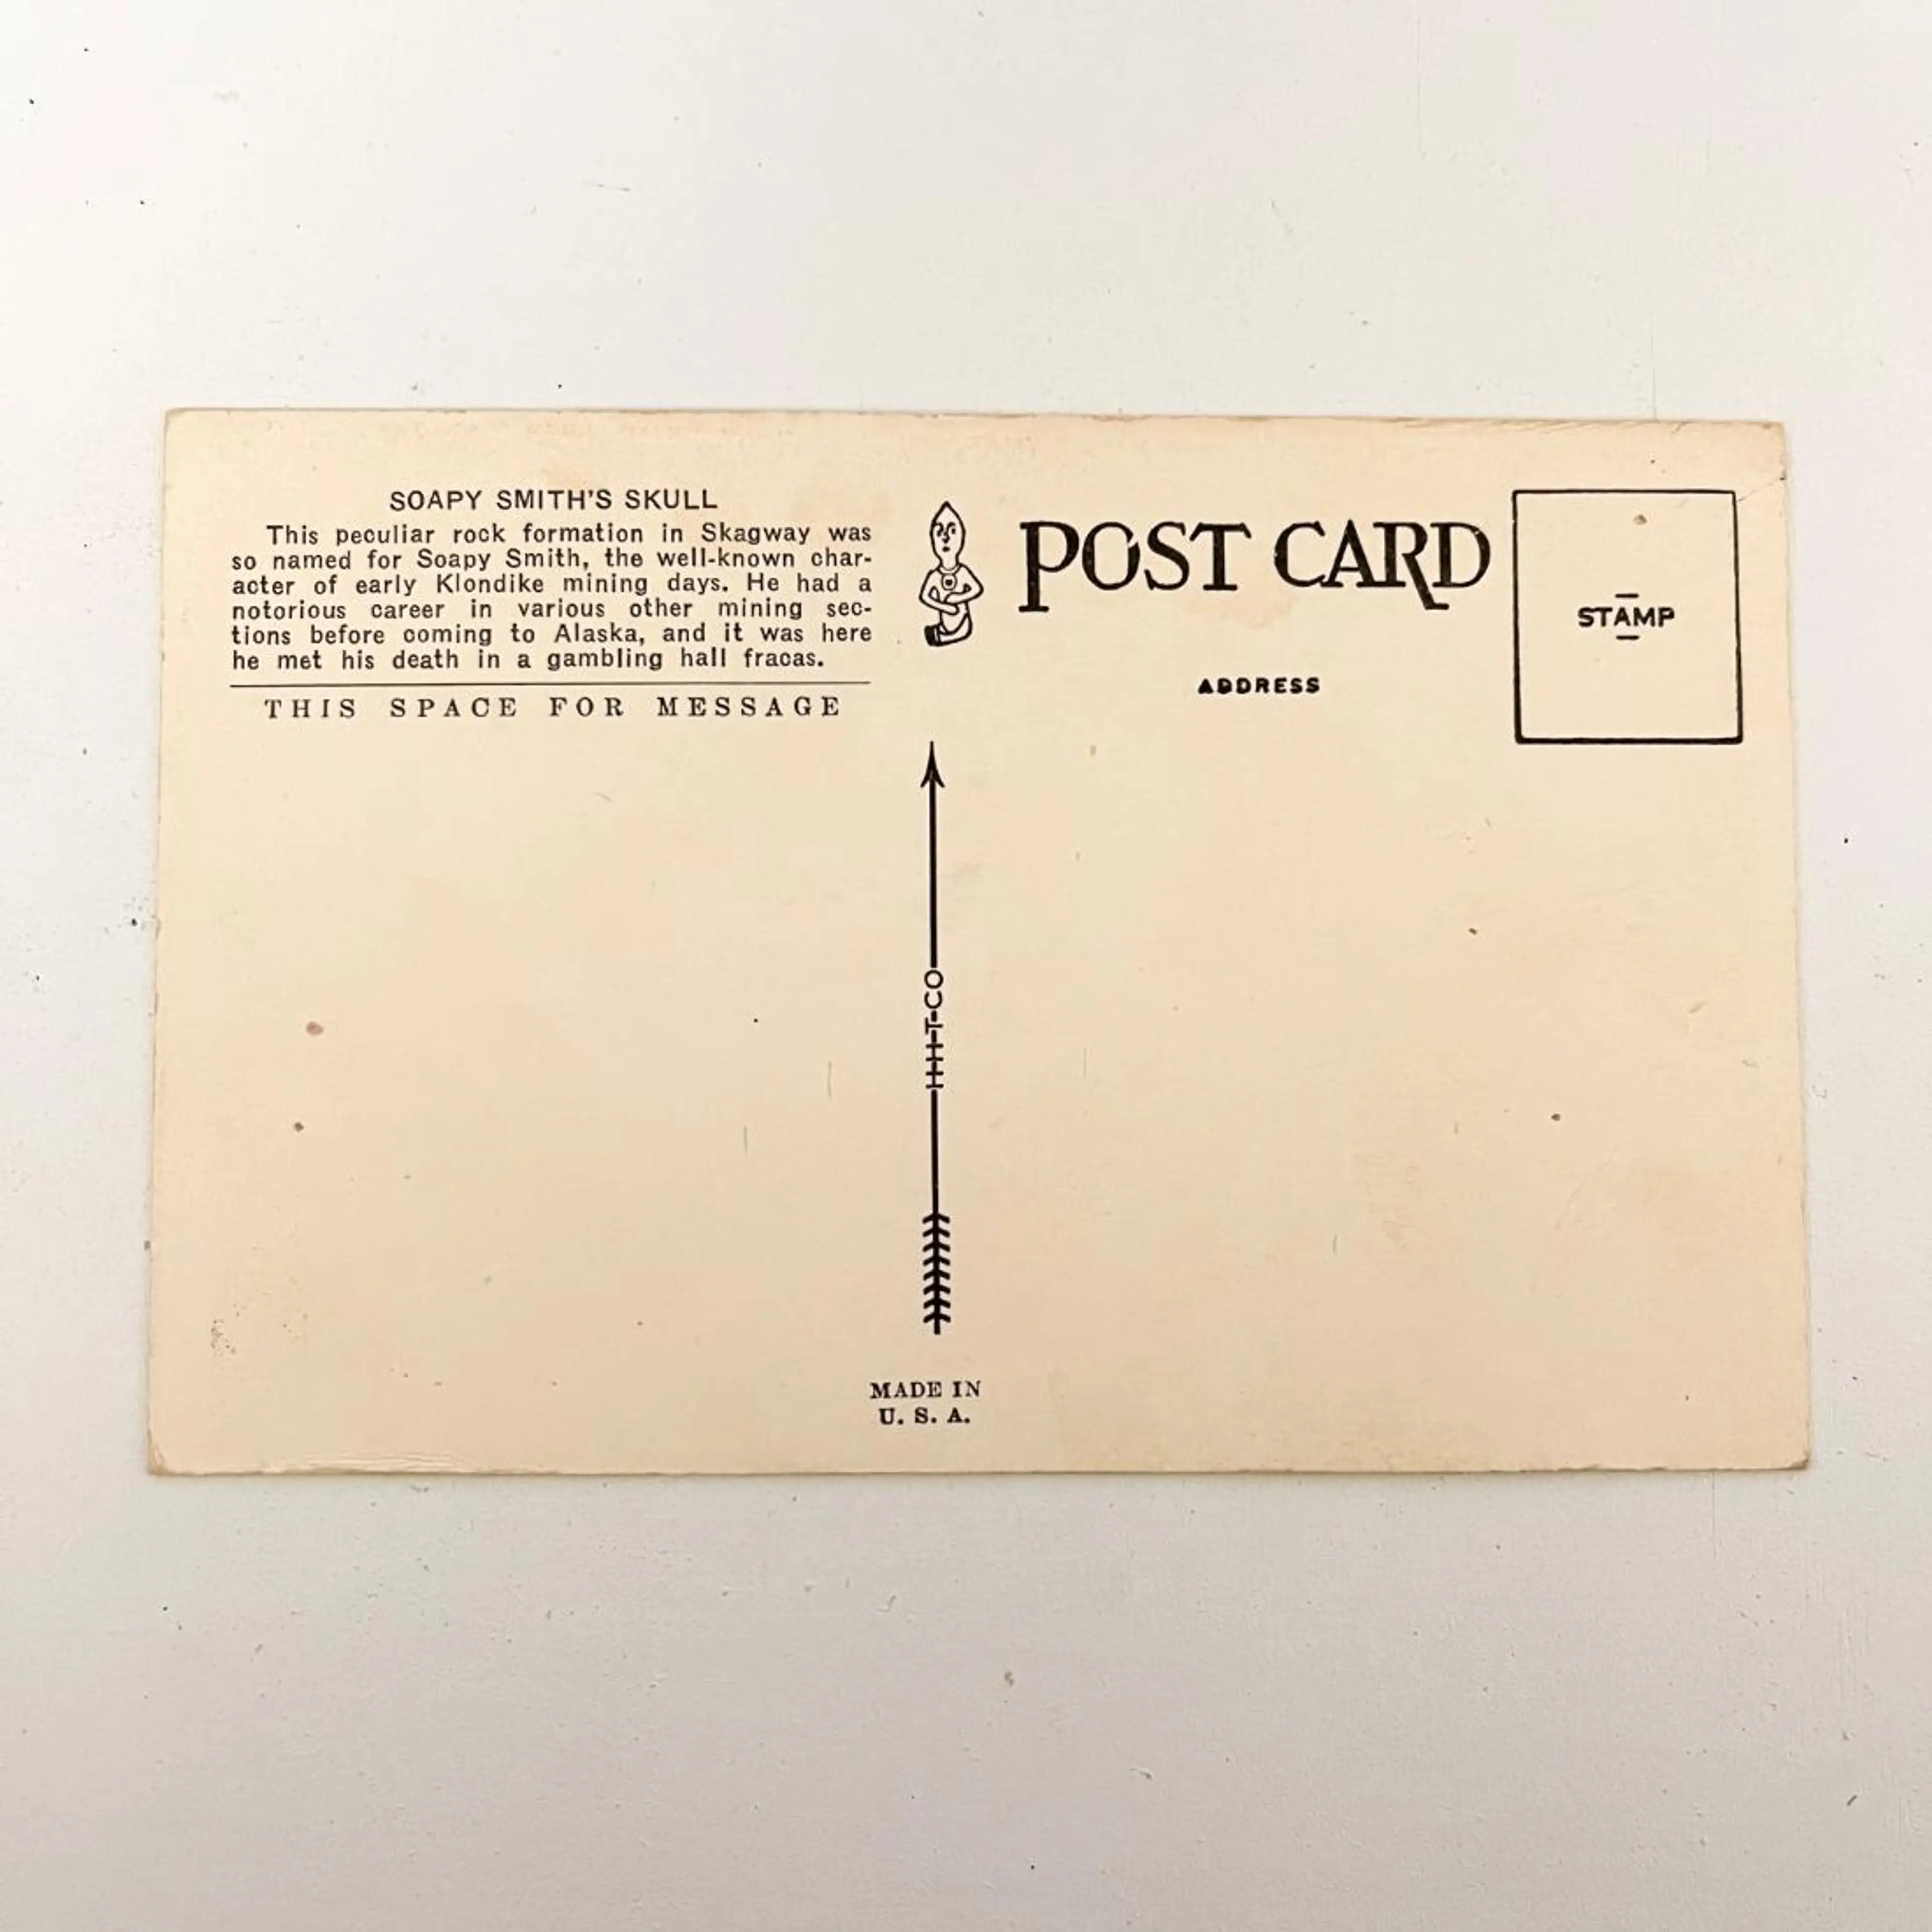 SOAPY SMITH'S SKULL
This peculiar rock formation in Skagway was
so named for Soapy Smith, the well-known char-
acter of early Klondike mining days. He had a
notorious career in various other mining sec-
tions before coming to Alaska, and it was here
he met his death in a gambling hall fracas.
THIS SPACE FOR MESSAGE
POST CARD
ADDRESS
STAMP
H-H-T-CO
MADE IN
U. S. A.